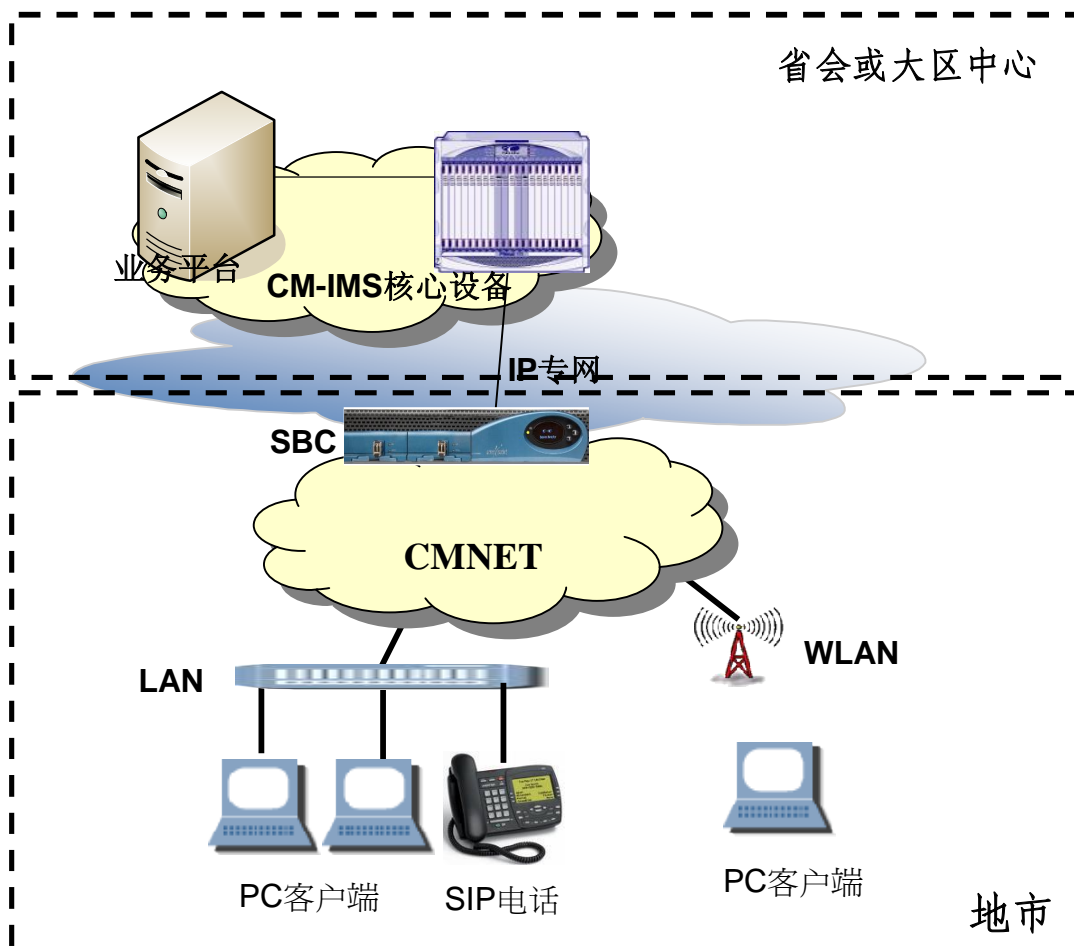 省会或大区中心
业务平台
CM-IMS核心设备
IP专网
SBC
CMNET
WLAN
LAN
PC客户端
SIP电话
PC客户端
地市